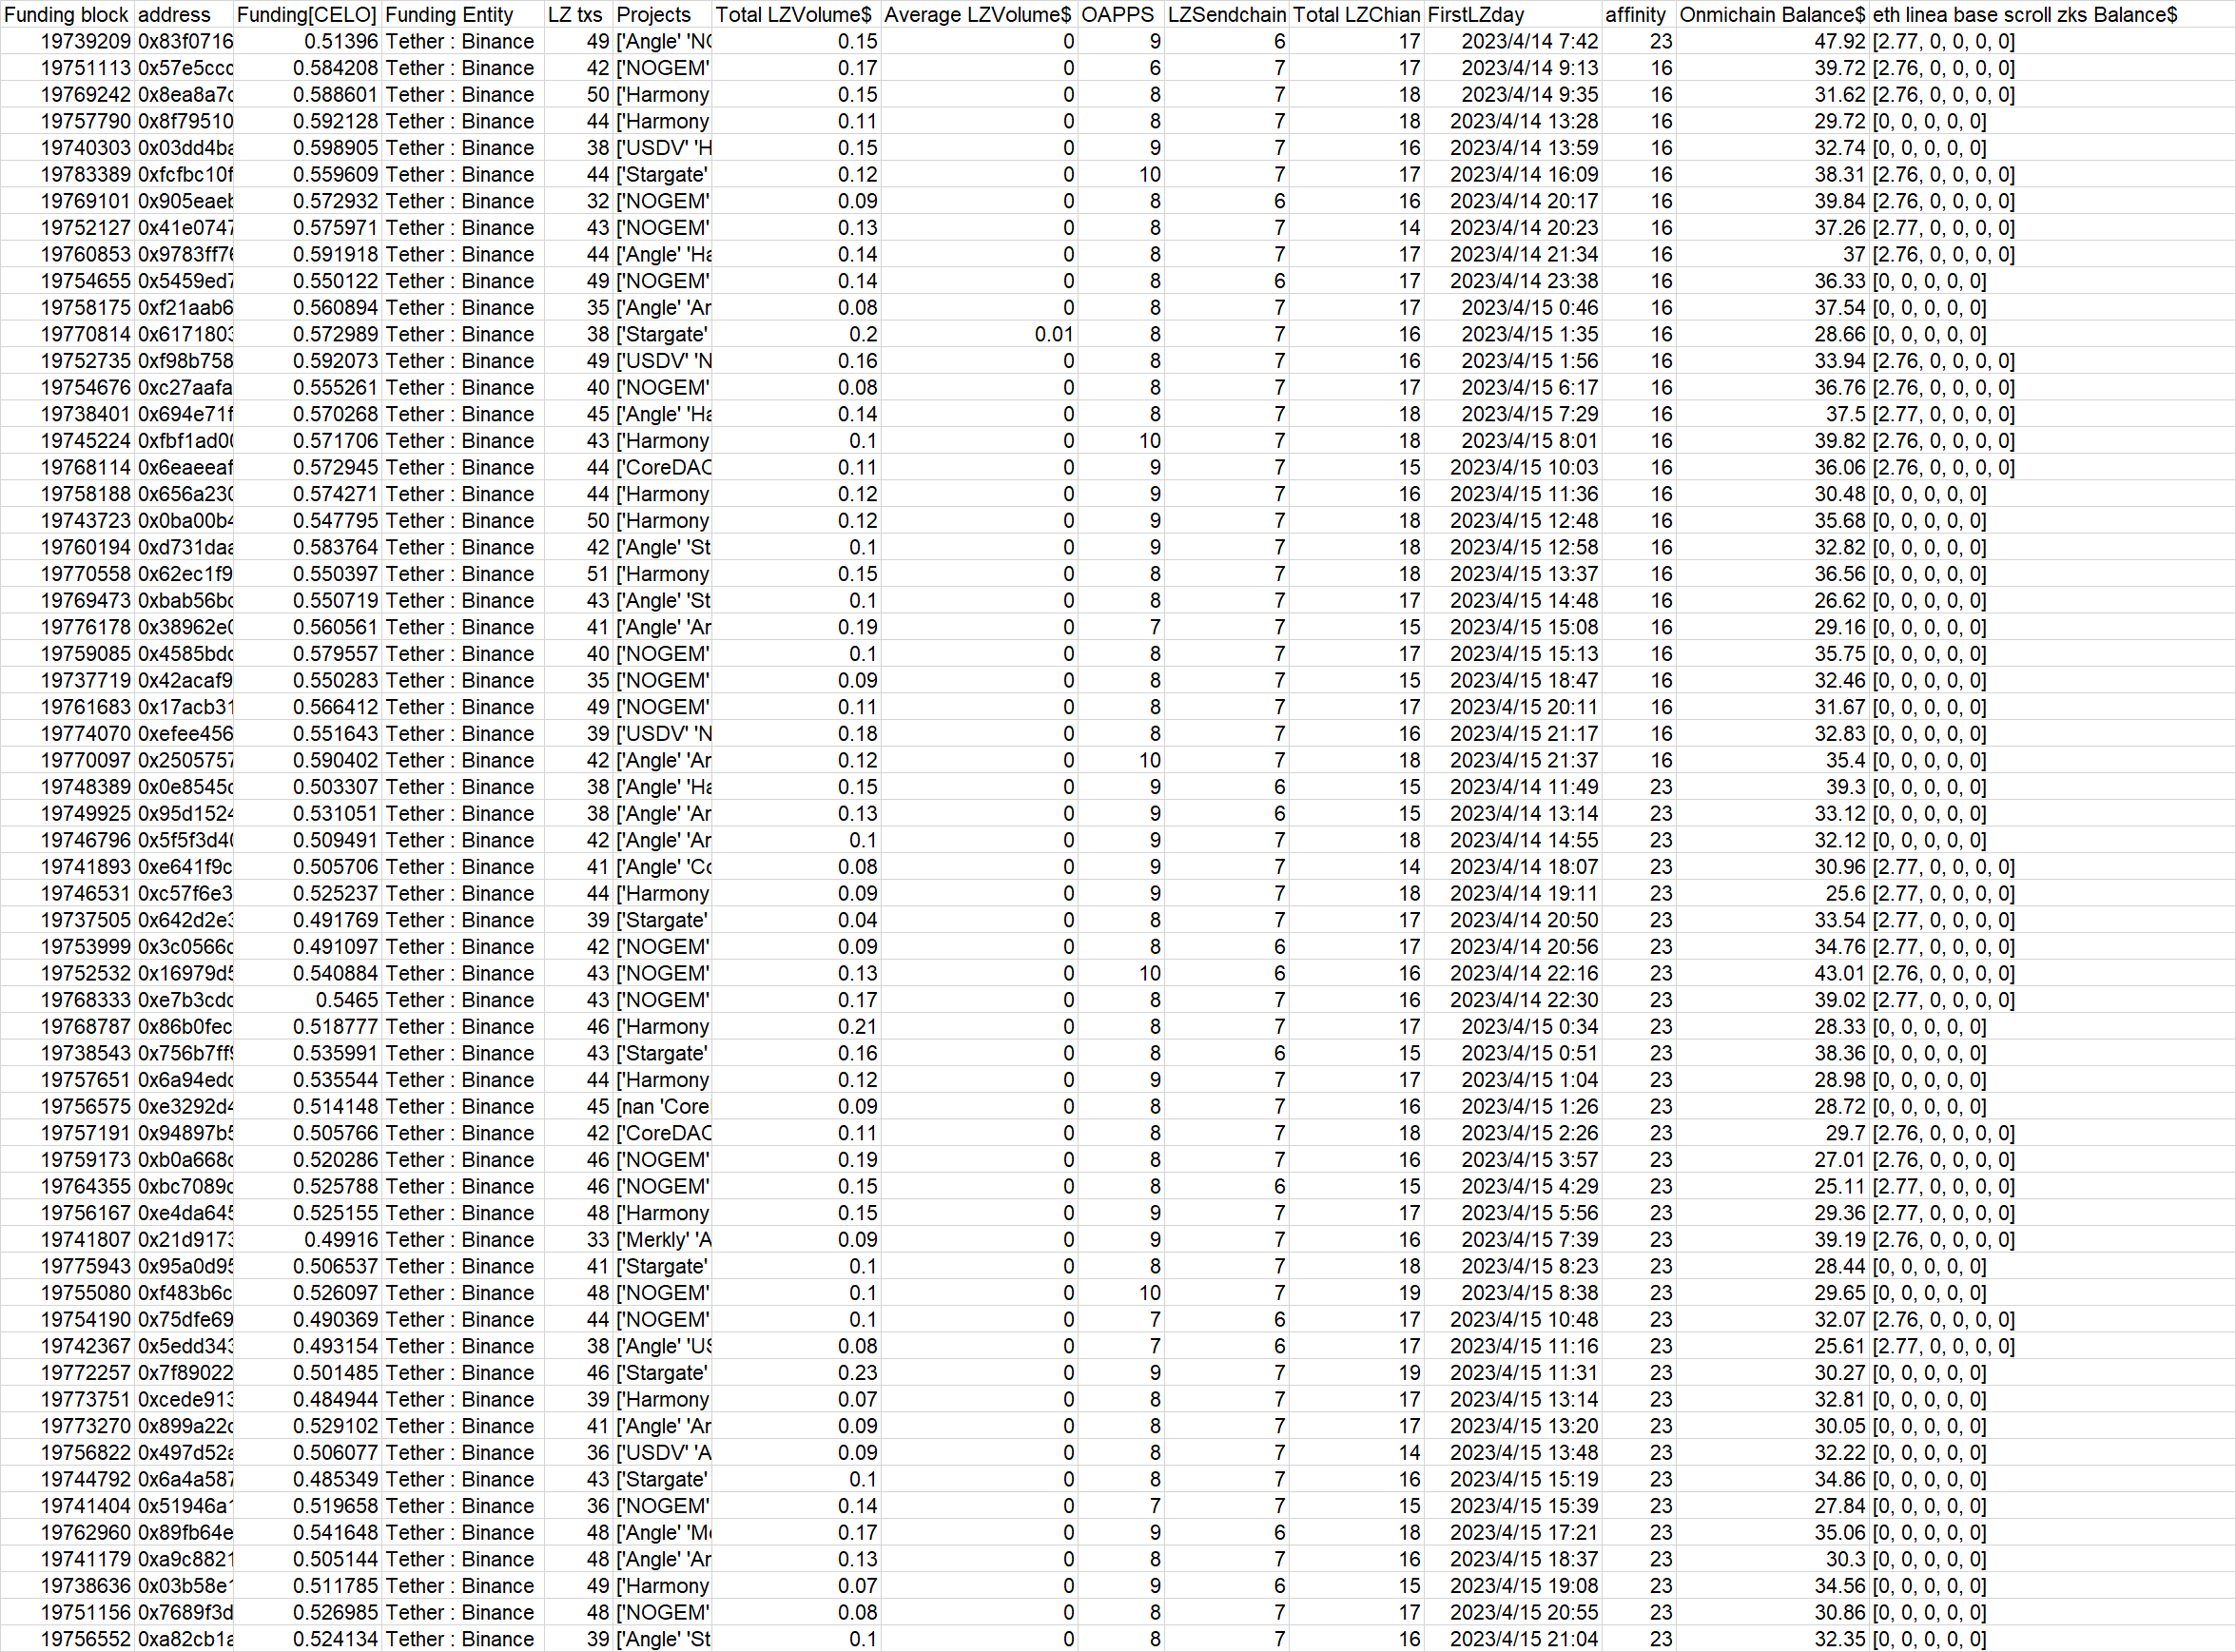 Funding block address Funding[CELO] Funding Entity LZ txs Projects Total LZVolume$ Average LZVolume$ OAPPS LZSendchain Total LZChian FirstLZday affinity Onmichain Balance$ eth linea base scroll zks Balance$
19739209 0x83f0716 0.51396 Tether : Binance 49 ['Angle' 'NO 0.15 0 9 6 17 2023/4/14 7:42 23 47.92 [2.77, 0, 0, 0, 0]
19751113 0x57e5ccc 0.584208 Tether : Binance 42 ['NOGEM' 0.17 0 6 7 17 2023/4/14 9:13 16 39.72 [2.76, 0, 0, 0, 0]
19769242 0x8ea8a7c 0.588601 Tether : Binance 50 ['Harmony 0.15 0 8 7 18 2023/4/14 9:35 16 31.62 [2.76, 0, 0, 0, 0]
19757790 0x8f79510 0.592128 Tether : Binance 44 ['Harmony 0.11 0 8 7 18 2023/4/14 13:28 16 29.72 [0, 0, 0, 0, 0]
19740303 0x03dd4ba 0.598905 Tether : Binance 38 ['USDV' 'H 0.15 0 9 7 16 2023/4/14 13:59 16 32.74 [0, 0, 0, 0, 0]
19783389 0xfcfbc10f 0.559609 Tether : Binance 44 ['Stargate' 0.12 0 10 7 17 2023/4/14 16:09 16 38.31 [2.76, 0, 0, 0, 0]
19769101 0x905eaeb 0.572932 Tether : Binance 32 ['NOGEM' 0.09 0 8 6 16 2023/4/14 20:17 16 39.84 [2.76, 0, 0, 0, 0]
19752127 0x41e0747 0.575971 Tether : Binance 43 ['NOGEM' 0.13 0 8 7 14 2023/4/14 20:23 16 37.26 [2.77, 0, 0, 0, 0]
19760853 0x9783ff76 0.591918 Tether : Binance 44 ['Angle' 'Ha 0.14 0 8 7 17 2023/4/14 21:34 16 37 [2.76, 0, 0, 0, 0]
19754655 0x5459ed7 0.550122 Tether : Binance 49 ['NOGEM' 0.14 0 8 6 17 2023/4/14 23:38 16 36.33 [0, 0, 0, 0, 0]
19758175 0xf21aab6 0.560894 Tether : Binance 35 ['Angle' 'Ar 0.08 0 8 7 17 2023/4/15 0:46 16 37.54 [0, 0, 0, 0, 0]
19770814 0x6171803 0.572989 Tether : Binance 38 ['Stargate' 0.2 0.01 8 7 16 2023/4/15 1:35 16 28.66 [0, 0, 0, 0, 0]
19752735 0xf98b758 0.592073 Tether : Binance 49 ['USDV' 'N 0.16 0 8 7 16 2023/4/15 1:56 16 33.94 [2.76, 0, 0, 0, 0]
19754676 0xc27aafa 0.555261 Tether : Binance 40 ['NOGEM' 0.08 0 8 7 17 2023/4/15 6:17 16 36.76 [2.76, 0, 0, 0, 0]
19738401 0x694e71f 0.570268 Tether : Binance 45 ['Angle' 'Ha 0.14 0 8 7 18 2023/4/15 7:29 16 37.5 [2.77, 0, 0, 0, 0]
19745224 0xfbf1ad00 0.571706 Tether : Binance 43 ['Harmony 0.1 0 10 7 18 2023/4/15 8:01 16 39.82 [2.76, 0, 0, 0, 0]
19768114 0x6eaeeaf 0.572945 Tether : Binance 44 ['CoreDAO 0.11 0 9 7 15 2023/4/15 10:03 16 36.06 [2.76, 0, 0, 0, 0]
19758188 0x656a230 0.574271 Tether : Binance 44 ['Harmony 0.12 0 9 7 16 2023/4/15 11:36 16 30.48 [0, 0, 0, 0, 0]
19743723 0x0ba00b4 0.547795 Tether : Binance 50 ['Harmony 0.12 0 9 7 18 2023/4/15 12:48 16 35.68 [0, 0, 0, 0, 0]
19760194 0xd731daa 0.583764 Tether : Binance 42 ['Angle' 'St 0.1 0 9 7 18 2023/4/15 12:58 16 32.82 [0, 0, 0, 0, 0]
19770558 0x62ec1f9 0.550397 Tether : Binance 51 ['Harmony 0.15 0 8 7 18 2023/4/15 13:37 16 36.56 [0, 0, 0, 0, 0]
19769473 0xbab56bc 0.550719 Tether : Binance 43 ['Angle' 'St 0.1 0 8 7 17 2023/4/15 14:48 16 26.62 [0, 0, 0, 0, 0]
19776178 0x38962e0 0.560561 Tether : Binance 41 ['Angle' 'Ar 0.19 0 7 7 15 2023/4/15 15:08 16 29.16 [0, 0, 0, 0, 0]
19759085 0x4585bdc 0.579557 Tether : Binance 40 ['NOGEM' 0.1 0 8 7 17 2023/4/15 15:13 16 35.75 [0, 0, 0, 0, 0]
19737719 0x42acaf9 0.550283 Tether : Binance 35 ['NOGEM' 0.09 0 8 7 15 2023/4/15 18:47 16 32.46 [0, 0, 0, 0, 0]
19761683 0x17acb31 0.566412 Tether : Binance 49 ['NOGEM' 0.11 0 8 7 17 2023/4/15 20:11 16 31.67 [0, 0, 0, 0, 0]
19774070 0xefee456 0.551643 Tether : Binance 39 ['USDV' 'N 0.18 0 8 7 16 2023/4/15 21:17 16 32.83 [0, 0, 0, 0, 0]
19770097 0x2505757 0.590402 Tether : Binance 42 ['Angle' 'Ar 0.12 0 10 7 18 2023/4/15 21:37 16 35.4 [0, 0, 0, 0, 0]
19748389 0x0e8545c 0.503307 Tether : Binance 38 ['Angle' 'Ha 0.15 0 9 6 15 2023/4/14 11:49 23 39.3 [0, 0, 0, 0, 0]
19749925 0x95d1524 0.531051 Tether : Binance 38 ['Angle' 'Ar 0.13 0 9 6 15 2023/4/14 13:14 23 33.12 [0, 0, 0, 0, 0]
19746796 0x5f5f3d40 0.509491 Tether : Binance 42 ['Angle' 'Ar 0.1 0 9 7 18 2023/4/14 14:55 23 32.12 [0, 0, 0, 0, 0]
19741893 0xe641f9c 0.505706 Tether : Binance 41 ['Angle' 'Co 0.08 0 9 7 14 2023/4/14 18:07 23 30.96 [2.77, 0, 0, 0, 0]
19746531 0xc57f6e3 0.525237 Tether : Binance 44 ['Harmony 0.09 0 9 7 18 2023/4/14 19:11 23 25.6 [2.77, 0, 0, 0, 0]
19737505 0x642d2e3 0.491769 Tether : Binance 39 ['Stargate' 0.04 0 8 7 17 2023/4/14 20:50 23 33.54 [2.77, 0, 0, 0, 0]
19753999 0x3c0566c 0.491097 Tether : Binance 42 ['NOGEM' 0.09 0 8 6 17 2023/4/14 20:56 23 34.76 [2.77, 0, 0, 0, 0]
19752532 0x16979d5 0.540884 Tether : Binance 43 ['NOGEM' 0.13 0 10 6 16 2023/4/14 22:16 23 43.01 [2.76, 0, 0, 0, 0]
19768333 0xe7b3cdc 0.5465 Tether : Binance 43 ['NOGEM' 0.17 0 8 7 16 2023/4/14 22:30 23 39.02 [2.77, 0, 0, 0, 0]
19768787 0x86b0fec 0.518777 Tether : Binance 46 ['Harmony 0.21 0 8 7 17 2023/4/15 0:34 23 28.33 [0, 0, 0, 0, 0]
19738543 0x756b7ff9 0.535991 Tether : Binance 43 ['Stargate' 0.16 0 8 6 15 2023/4/15 0:51 23 38.36 [0, 0, 0, 0, 0]
19757651 0x6a94edc 0.535544 Tether : Binance 44 ['Harmony 0.12 0 9 7 17 2023/4/15 1:04 23 28.98 [0, 0, 0, 0, 0]
19756575 0xe3292d4 0.514148 Tether : Binance 45 [nan 'Core 0.09 0 8 7 16 2023/4/15 1:26 23 28.72 [0, 0, 0, 0, 0]
19757191 0x94897b5 0.505766 Tether : Binance 42 ['CoreDAO 0.11 0 8 7 18 2023/4/15 2:26 23 29.7 [2.76, 0, 0, 0, 0]
19759173 0xb0a668c 0.520286 Tether : Binance 46 ['NOGEM' 0.19 0 8 7 16 2023/4/15 3:57 23 27.01 [2.76, 0, 0, 0, 0]
19764355 0xbc7089c 0.525788 Tether : Binance 46 ['NOGEM' 0.15 0 8 6 15 2023/4/15 4:29 23 25.11 [2.77, 0, 0, 0, 0]
19756167 0xe4da645 0.525155 Tether : Binance 48 ['Harmony 0.15 0 9 7 17 2023/4/15 5:56 23 29.36 [2.77, 0, 0, 0, 0]
19741807 0x21d9173 0.49916 Tether : Binance 33 ['Merkly' 'A 0.09 0 9 7 16 2023/4/15 7:39 23 39.19 [2.76, 0, 0, 0, 0]
19775943 0x95a0d95 0.506537 Tether : Binance 41 ['Stargate' 0.1 0 8 7 18 2023/4/15 8:23 23 28.44 [0, 0, 0, 0, 0]
19755080 0xf483b6c 0.526097 Tether : Binance 48 ['NOGEM' 0.1 0 10 7 19 2023/4/15 8:38 23 29.65 [0, 0, 0, 0, 0]
19754190 0x75dfe69 0.490369 Tether : Binance 44 ['NOGEM' 0.1 0 7 6 17 2023/4/15 10:48 23 32.07 [2.76, 0, 0, 0, 0]
19742367 0x5edd343 0.493154 Tether : Binance 38 ['Angle' 'US 0.08 0 7 6 17 2023/4/15 11:16 23 25.61 [2.77, 0, 0, 0, 0]
19772257 0x7f89022 0.501485 Tether : Binance 46 ['Stargate' 0.23 0 9 7 19 2023/4/15 11:31 23 30.27 [0, 0, 0, 0, 0]
19773751 0xcede913 0.484944 Tether : Binance 39 ['Harmony 0.07 0 8 7 17 2023/4/15 13:14 23 32.81 [0, 0, 0, 0, 0]
19773270 0x899a22c 0.529102 Tether : Binance 41 ['Angle' 'Ar 0.09 0 8 7 17 2023/4/15 13:20 23 30.05 [0, 0, 0, 0, 0]
19756822 0x497d52a 0.506077 Tether : Binance 36 ['USDV' 'A 0.09 0 8 7 14 2023/4/15 13:48 23 32.22 [0, 0, 0, 0, 0]
19744792 0x6a4a587 0.485349 Tether : Binance 43 ['Stargate' 0.1 0 8 7 16 2023/4/15 15:19 23 34.86 [0, 0, 0, 0, 0]
19741404 0x51946a1 0.519658 Tether : Binance 36 ['NOGEM' 0.14 0 7 7 15 2023/4/15 15:39 23 27.84 [0, 0, 0, 0, 0]
19762960 0x89fb64e 0.541648 Tether : Binance 48 ['Angle' 'Me 0.17 0 9 6 18 2023/4/15 17:21 23 35.06 [0, 0, 0, 0, 0]
19741179 0xa9c8821 0.505144 Tether : Binance 48 ['Angle' 'Ar 0.13 0 8 7 16 2023/4/15 18:37 23 30.3 [0, 0, 0, 0, 0]
19738636 0x03b58e1 0.511785 Tether : Binance 49 ['Harmony 0.07 0 9 6 15 2023/4/15 19:08 23 34.56 [0, 0, 0, 0, 0]
19751156 0x7689f3d 0.526985 Tether : Binance 48 ['NOGEM' 0.08 0 8 7 17 2023/4/15 20:55 23 30.86 [0, 0, 0, 0, 0]
19756552 0xa82cb1a 0.524134 Tether : Binance 39 ['Angle' 'St 0.1 0 8 7 16 2023/4/15 21:04 23 32.35 [0, 0, 0, 0, 0]